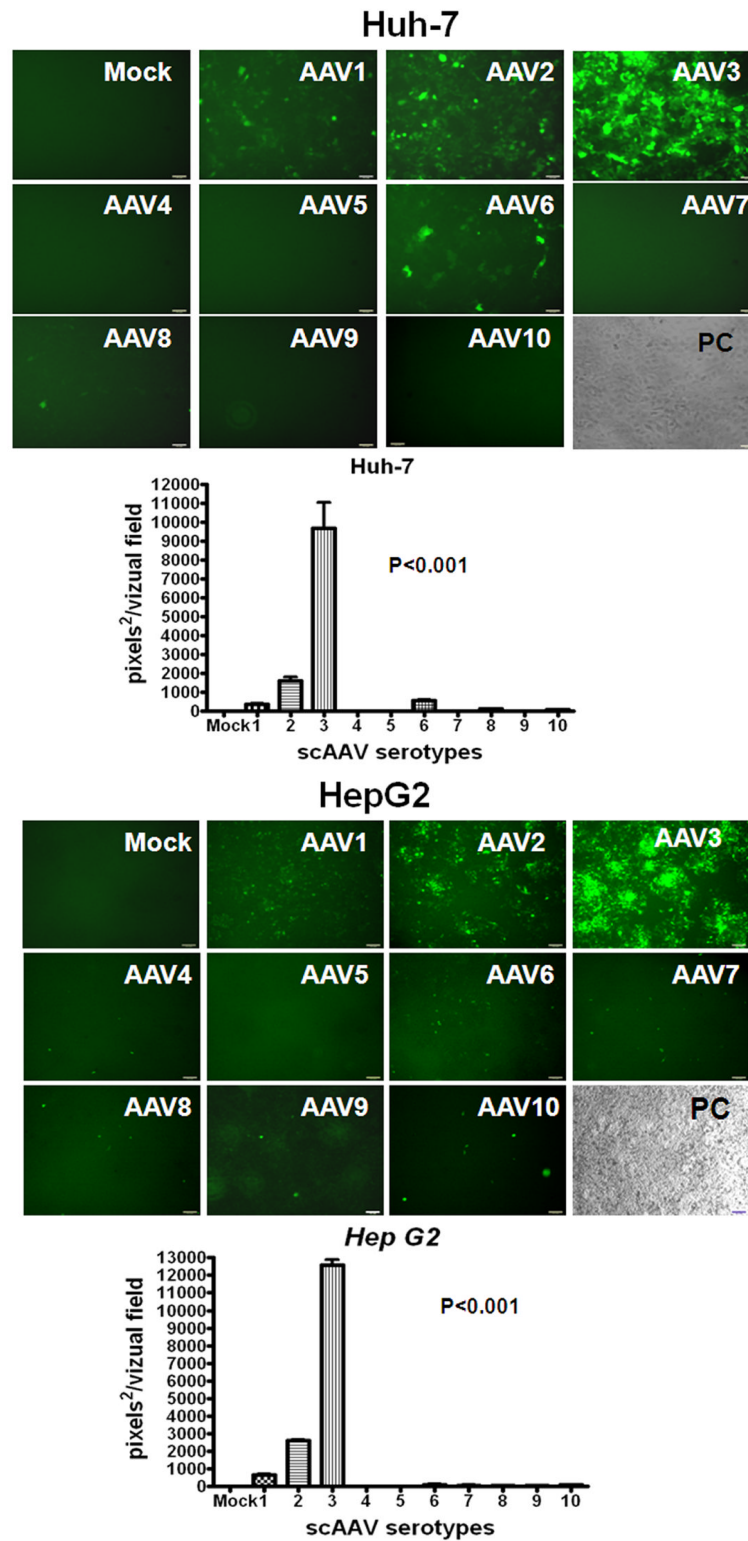 Huh-7
Mock AAV1 AAV2 AAV3
AAV4 AAV5 AAV6 AAV7
AAV8 AAV9 AAV10 PC
Huh-7
12000
11000
10000
9000
8000
7000
6000
5000
4000
3000
2000
1000
0
pixels²/vizual field
P<0.001
Mock1 2 3 4 5 6 7 8 9 10
scAAV serotypes
HepG2
Mock AAV1 AAV2 AAV3
AAV4 AAV5 AAV6 AAV7
AAV8 AAV9 AAV10 PC
Hep G2
13000
12000
11000
10000
9000
8000
7000
6000
5000
4000
3000
2000
1000
0
pixels²/vizual field
P<0.001
Mock1 2 3 4 5 6 7 8 9 10
scAAV serotypes